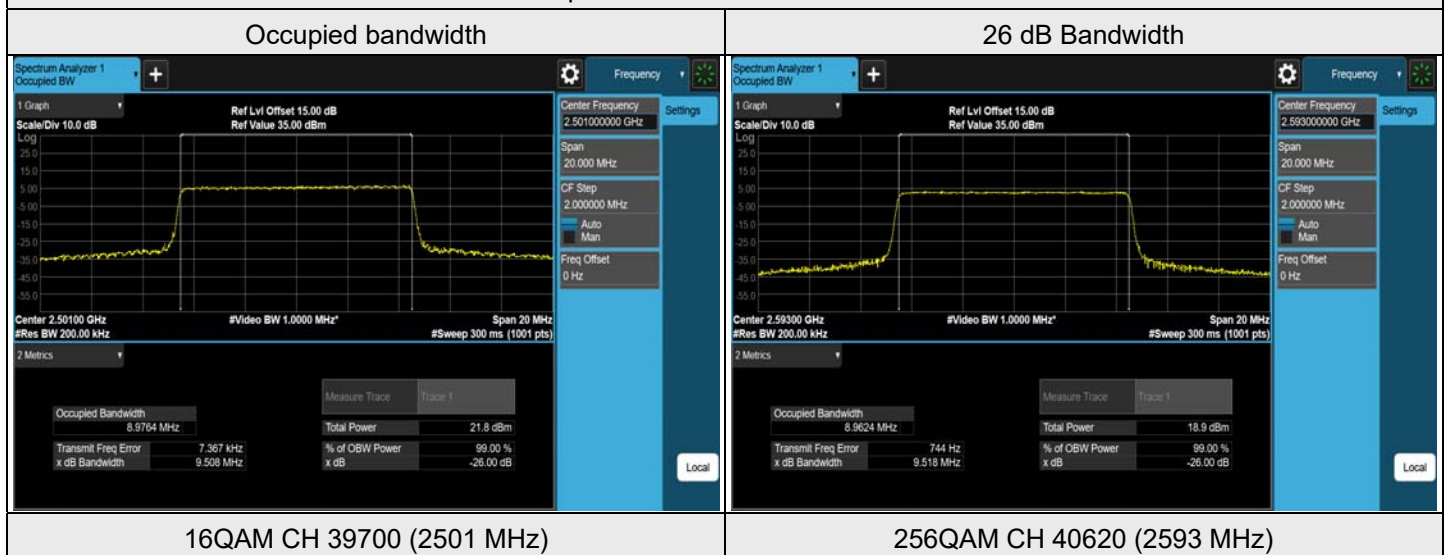 Occupied bandwidth
26 dB Bandwidth
Spectrum Analyzer 1
Occupied BW
+
Frequency
1 Graph
Scale/Div 10.0 dB
Ref Lvl Offset 15.00 dB
Ref Value 35.00 dBm
Log
25.0
15.0
5.00
-5.00
-15.0
-25.0
-35.0
-45.0
-55.0
Center 2.50100 GHz
#Res BW 200.00 kHz
#Video BW 1.0000 MHz*
Span 20 MHz
#Sweep 300 ms (1001 pts)
Center Frequency
2.501000000 GHz
Settings
Span
20.000 MHz
CF Step
2.000000 MHz
Auto
Man
Freq Offset
0 Hz
Local
2 Metrics
Measure Trace
Trace 1
Occupied Bandwidth
8.9764 MHz
Total Power
21.8 dBm
Transmit Freq Error
7.367 kHz
% of OBW Power
99.00 %
x dB Bandwidth
9.508 MHz
x dB
-26.00 dB
Spectrum Analyzer 1
Occupied BW
+
Frequency
1 Graph
Scale/Div 10.0 dB
Ref Lvl Offset 15.00 dB
Ref Value 35.00 dBm
Log
25.0
15.0
5.00
-5.00
-15.0
-25.0
-35.0
-45.0
-55.0
Center 2.59300 GHz
#Res BW 200.00 kHz
#Video BW 1.0000 MHz*
Span 20 MHz
#Sweep 300 ms (1001 pts)
Center Frequency
2.593000000 GHz
Settings
Span
20.000 MHz
CF Step
2.000000 MHz
Auto
Man
Freq Offset
0 Hz
Local
2 Metrics
Measure Trace
Trace 1
Occupied Bandwidth
8.9624 MHz
Total Power
18.9 dBm
Transmit Freq Error
744 Hz
% of OBW Power
99.00 %
x dB Bandwidth
9.518 MHz
x dB
-26.00 dB
16QAM CH 39700 (2501 MHz)
256QAM CH 40620 (2593 MHz)